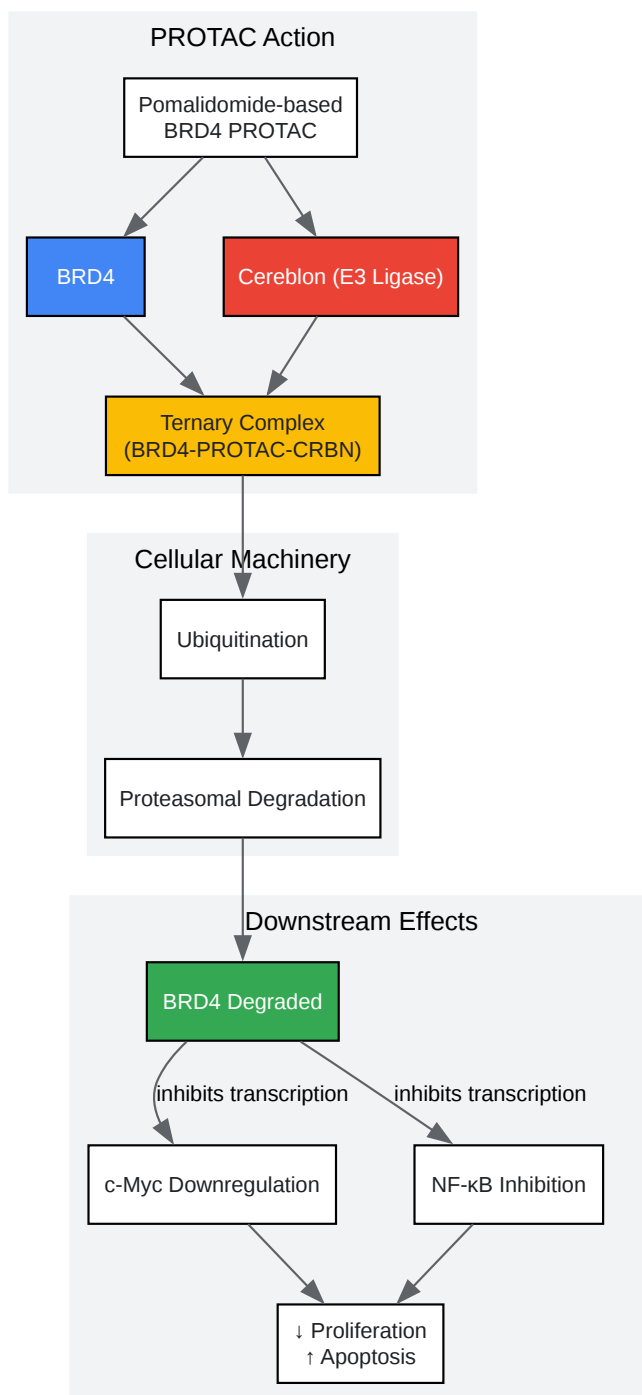 PROTAC Action
Pomalidomide-based
BRD4 PROTAC
BRD4
Cereblon (E3 Ligase)
Ternary Complex
(BRD4-PROTAC-CRBN)
Cellular Machinery
Ubiquitination
Proteasomal Degradation
Downstream Effects
BRD4 Degraded
inhibits transcription
inhibits transcription
c-Myc Downregulation
NF-κB Inhibition
↓ Proliferation
↑ Apoptosis